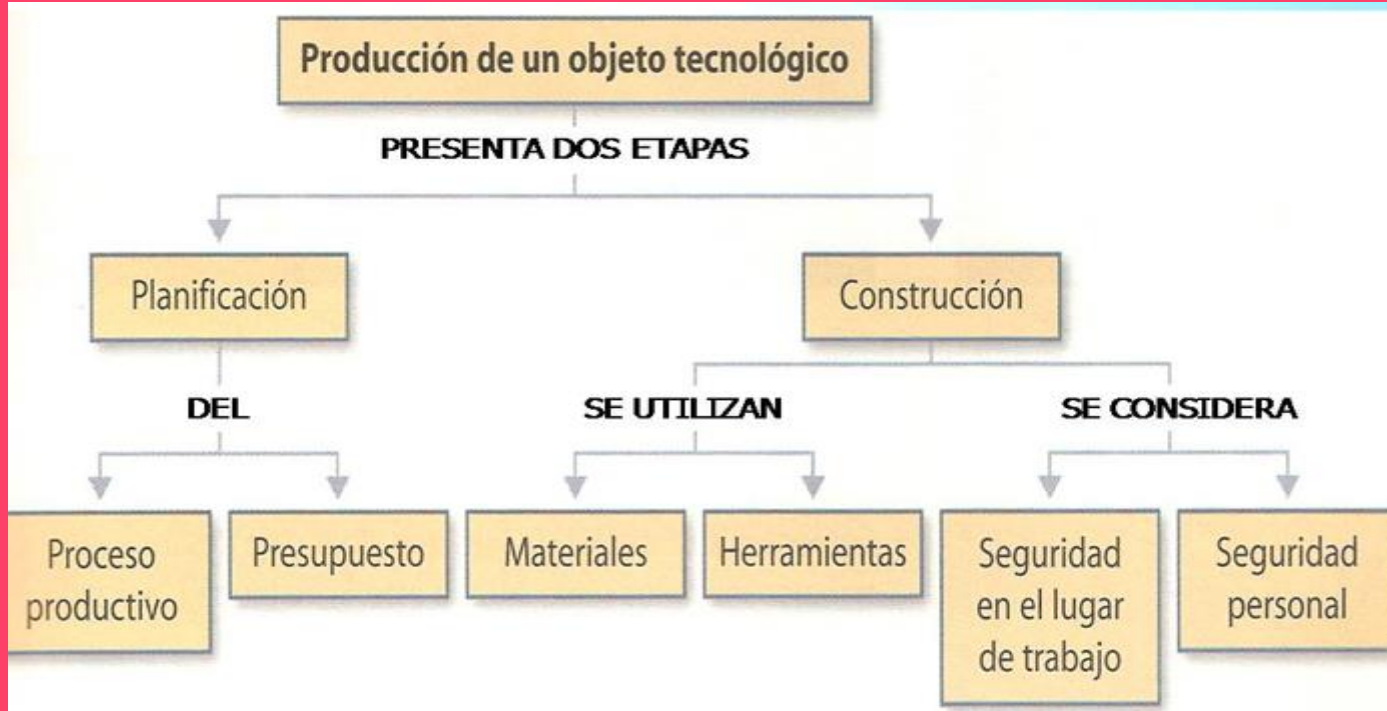 Producción de un objeto tecnológico
PRESENTA DOS ETAPAS
Planificación
Construcción
DEL
SE UTILIZAN
SE CONSIDERA
Proceso
productivo
Presupuesto
Materiales
Herramientas
Seguridad
en el lugar
de trabajo
Seguridad
personal